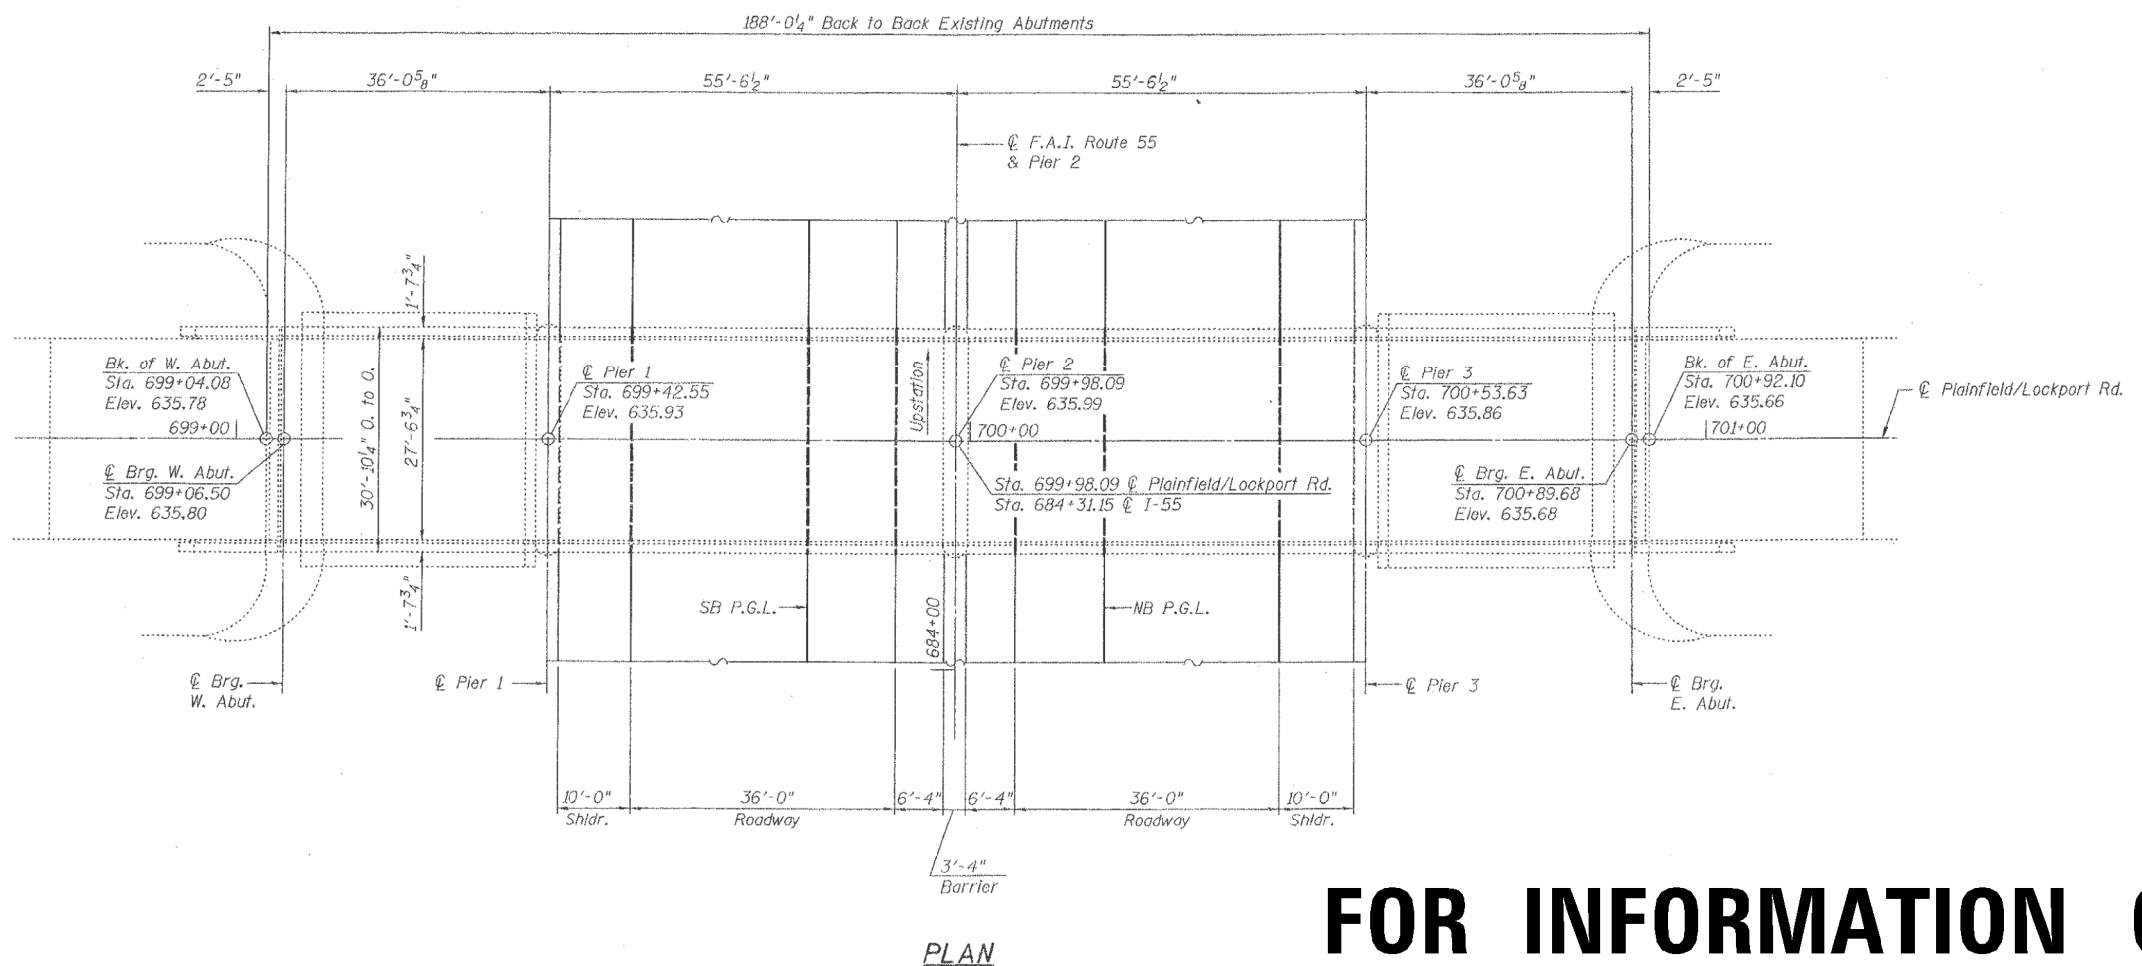 188'-0¼" Back to Back Existing Abutments
2'-5"
36'-0⅝"
55'-6½"
55'-6½"
36'-0⅝"
2'-5"
℄ F.A.I. Route 55
& Pier 2
1'-7¾"
30'-10¼" O. to O.
27'-6¾"
1'-7¾"
Bk. of W. Abut.
Sta. 699+04.08
Elev. 635.78
699+00
℄ Brg. W. Abut.
Sta. 699+06.50
Elev. 635.80
℄ Pier 1
Sta. 699+42.55
Elev. 635.93
Upstation
℄ Pier 2
Sta. 699+98.09
Elev. 635.99
700+00
Sta. 699+98.09 ℄ Plainfield/Lockport Rd.
Sta. 684+31.15 ℄ I-55
℄ Pier 3
Sta. 700+53.63
Elev. 635.86
Bk. of E. Abut.
Sta. 700+92.10
Elev. 635.66
701+00
℄ Plainfield/Lockport Rd.
℄ Brg. E. Abut.
Sta. 700+89.68
Elev. 635.68
SB P.G.L.
684+00
NB P.G.L.
℄ Brg.
W. Abut.
℄ Pier 1
℄ Pier 3
℄ Brg.
E. Abut.
10'-0"
Shldr.
36'-0"
Roadway
6'-4"
6'-4"
36'-0"
Roadway
10'-0"
Shldr.
3'-4"
Barrier
PLAN
FOR INFORMATION